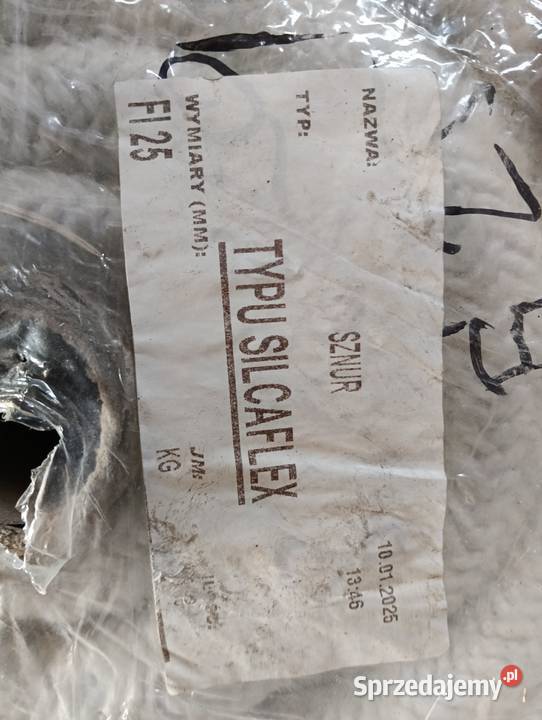 NAZWA:
SZNUR
10.01.2025
13:46
TYP:
TYPU SILCAFLEX
WYMIARY (MM):
JM:
FI 25
KG
Sprzedajemy.pl